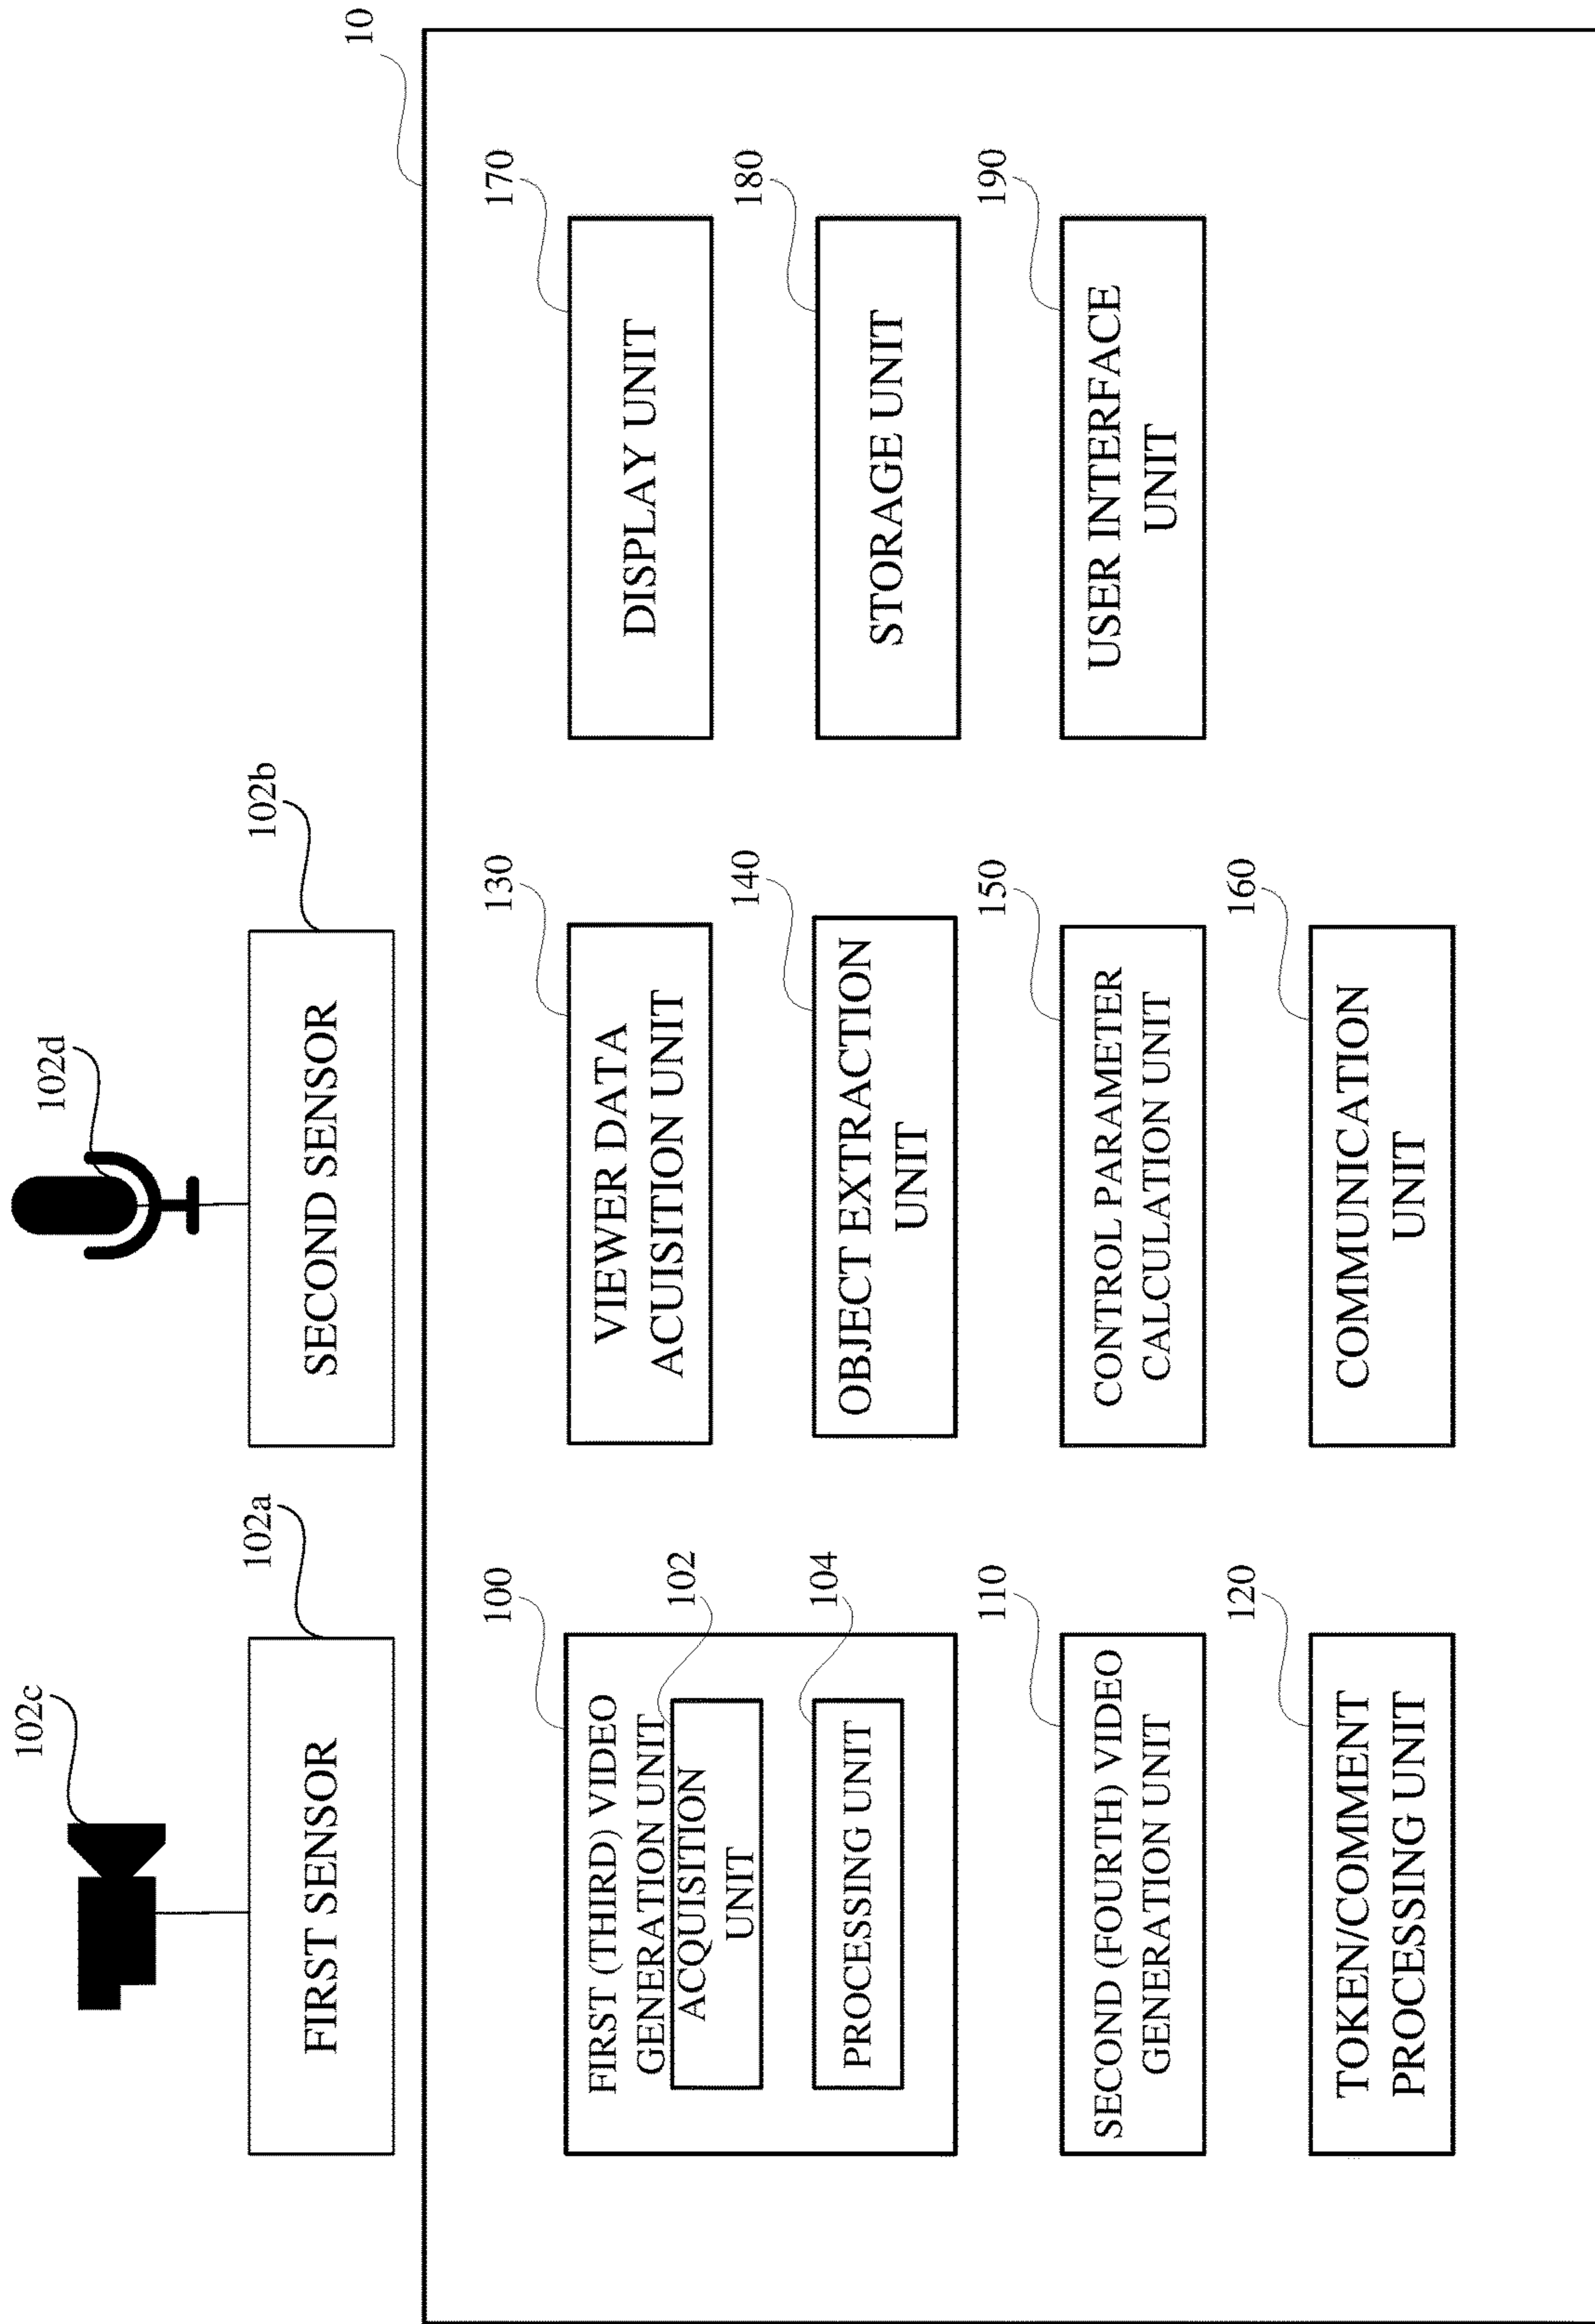 102c
102d
102a
102b
10
FIRST SENSOR
SECOND SENSOR
100
FIRST (THIRD) VIDEO
GENERATION UNIT
102
ACQUISITION
UNIT
104
PROCESSING UNIT
110
SECOND (FOURTH) VIDEO
GENERATION UNIT
120
TOKEN/COMMENT
PROCESSING UNIT
130
VIEWER DATA
ACUISITION UNIT
140
OBJECT EXTRACTION
UNIT
150
CONTROL PARAMETER
CALCULATION UNIT
160
COMMUNICATION
UNIT
170
DISPLAY UNIT
180
STORAGE UNIT
190
USER INTERFACE
UNIT